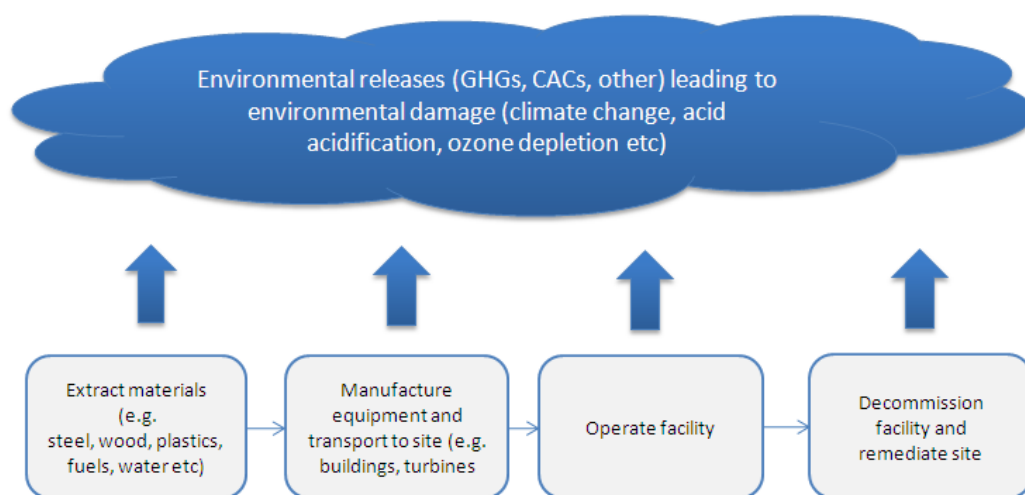 Environmental releases (GHGs, CACs, other) leading to
environmental damage (climate change, acid
acidification, ozone depletion etc)
Extract materials
(e.g.
steel, wood, plastics,
fuels, water etc)
Manufacture
equipment and
transport to site (e.g.
buildings, turbines
Operate facility
Decommission
facility and
remediate site